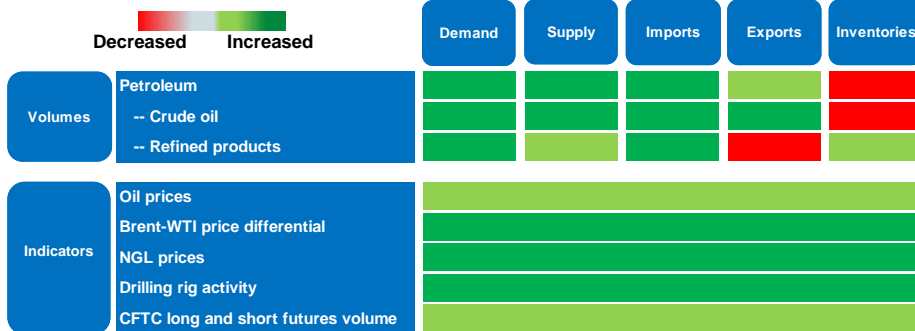 Decreased Increased
Demand Supply Imports Exports Inventories
Volumes
Petroleum
-- Crude oil
-- Refined products
Indicators
Oil prices
Brent-WTI price differential
NGL prices
Drilling rig activity
CFTC long and short futures volume